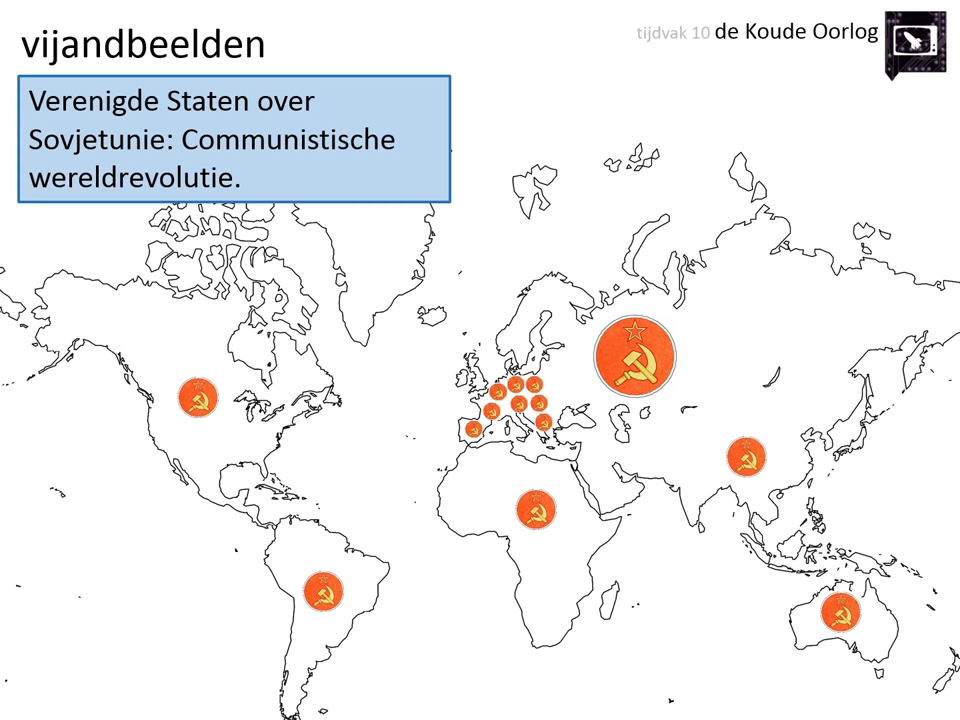 vijandbeelden
tijdvak 10 de Koude Oorlog
Verenigde Staten over
Sovjetunie: Communistische
wereldrevolutie.